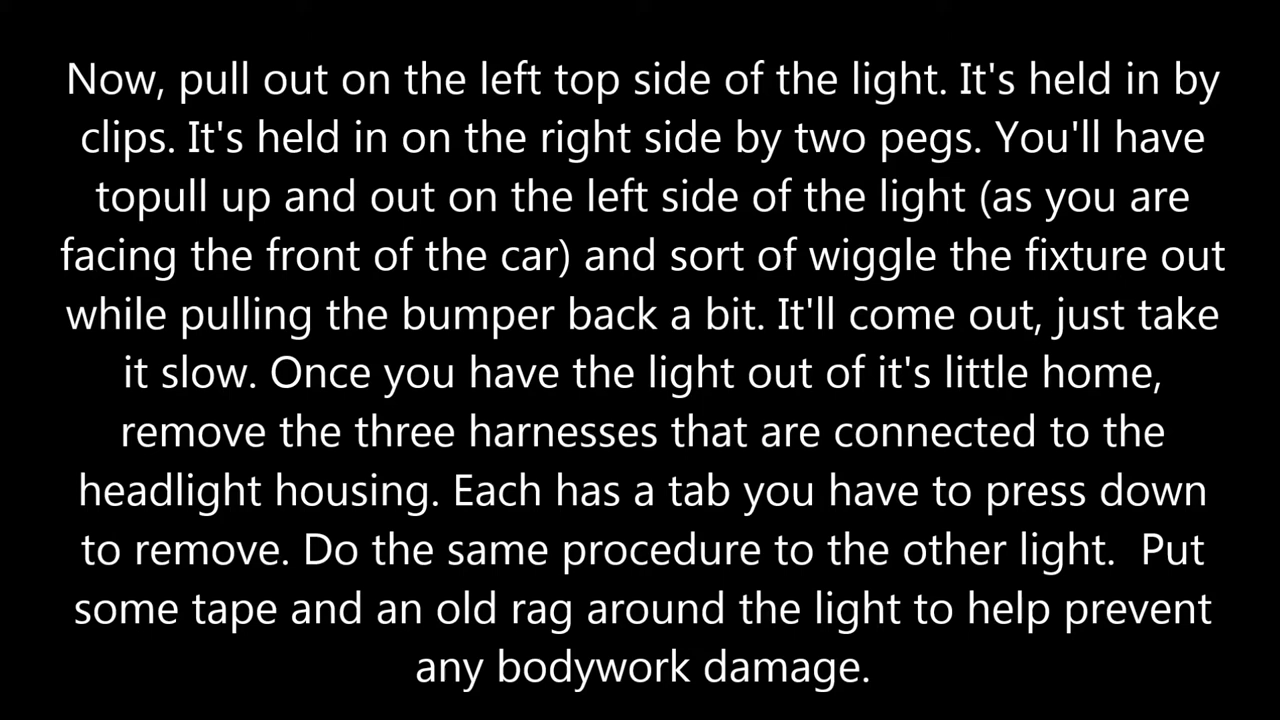 Now, pull out on the left top side of the light. It's held in by
clips. It's held in on the right side by two pegs. You'll have
topull up and out on the left side of the light (as you are
facing the front of the car) and sort of wiggle the fixture out
while pulling the bumper back a bit. It'll come out, just take
it slow. Once you have the light out of it's little home,
remove the three harnesses that are connected to the
headlight housing. Each has a tab you have to press down
to remove. Do the same procedure to the other light.  Put
some tape and an old rag around the light to help prevent
any bodywork damage.